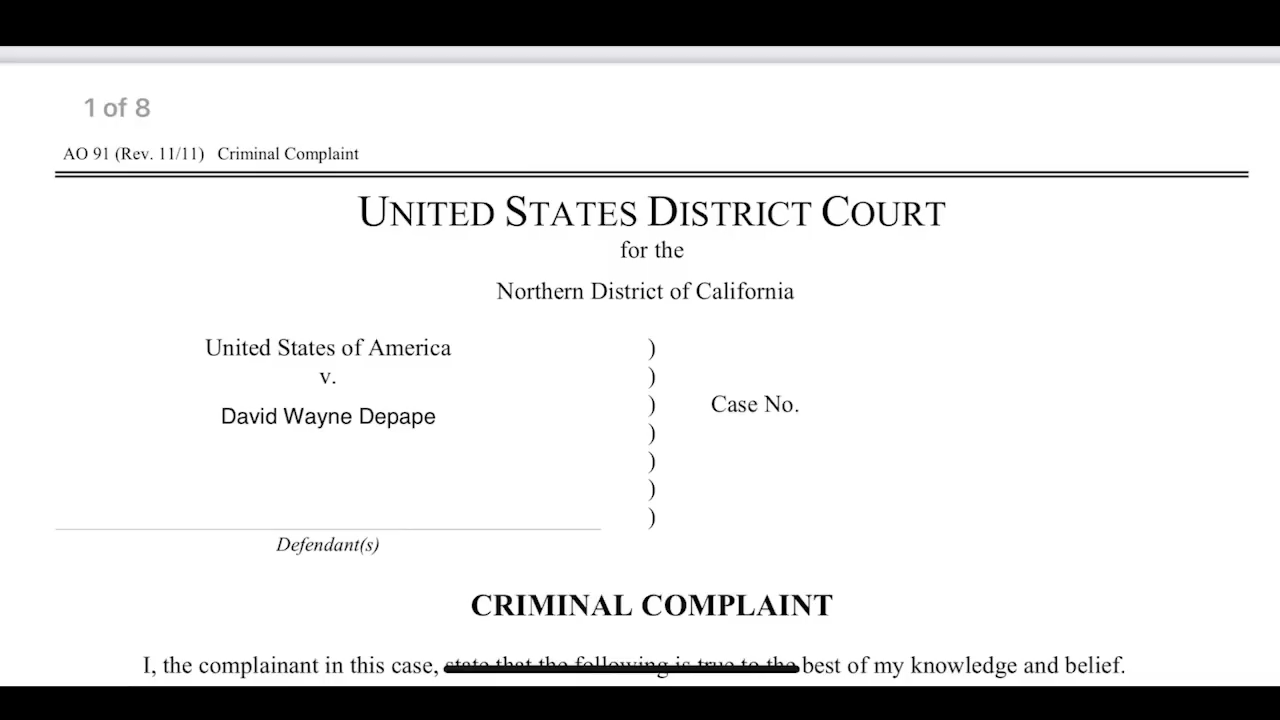 1 of 8
AO 91 (Rev. 11/11) Criminal Complaint
UNITED STATES DISTRICT COURT
for the
Northern District of California
United States of America
v.
David Wayne Depape
)
)
)
)
)
)
)
Case No.
Defendant(s)
CRIMINAL COMPLAINT
I, the complainant in this case, state that the following is true to the best of my knowledge and belief.